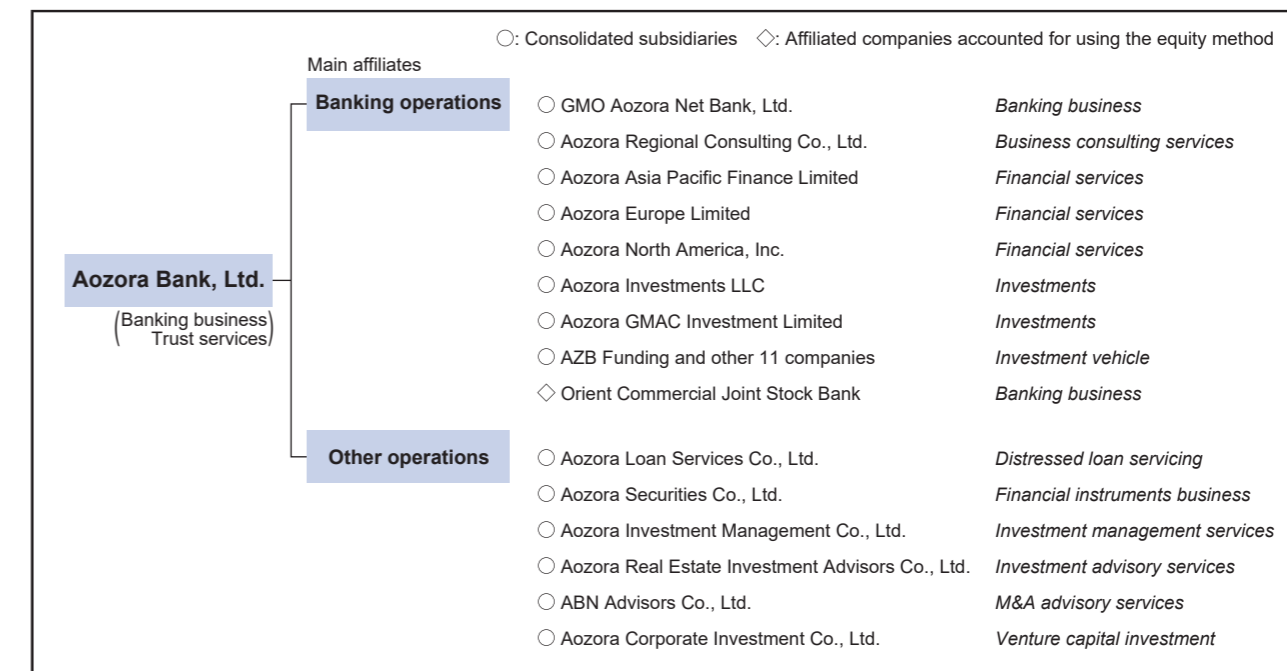 ○: Consolidated subsidiaries ◇: Affiliated companies accounted for using the equity method
Main affiliates
Banking operations
○ GMO Aozora Net Bank, Ltd. Banking business
○ Aozora Regional Consulting Co., Ltd. Business consulting services
○ Aozora Asia Pacific Finance Limited Financial services
○ Aozora Europe Limited Financial services
○ Aozora North America, Inc. Financial services
○ Aozora Investments LLC Investments
○ Aozora GMAC Investment Limited Investments
○ AZB Funding and other 11 companies Investment vehicle
◇ Orient Commercial Joint Stock Bank Banking business
Aozora Bank, Ltd.
(Banking business
Trust services)
Other operations
○ Aozora Loan Services Co., Ltd. Distressed loan servicing
○ Aozora Securities Co., Ltd. Financial instruments business
○ Aozora Investment Management Co., Ltd. Investment management services
○ Aozora Real Estate Investment Advisors Co., Ltd. Investment advisory services
○ ABN Advisors Co., Ltd. M&A advisory services
○ Aozora Corporate Investment Co., Ltd. Venture capital investment